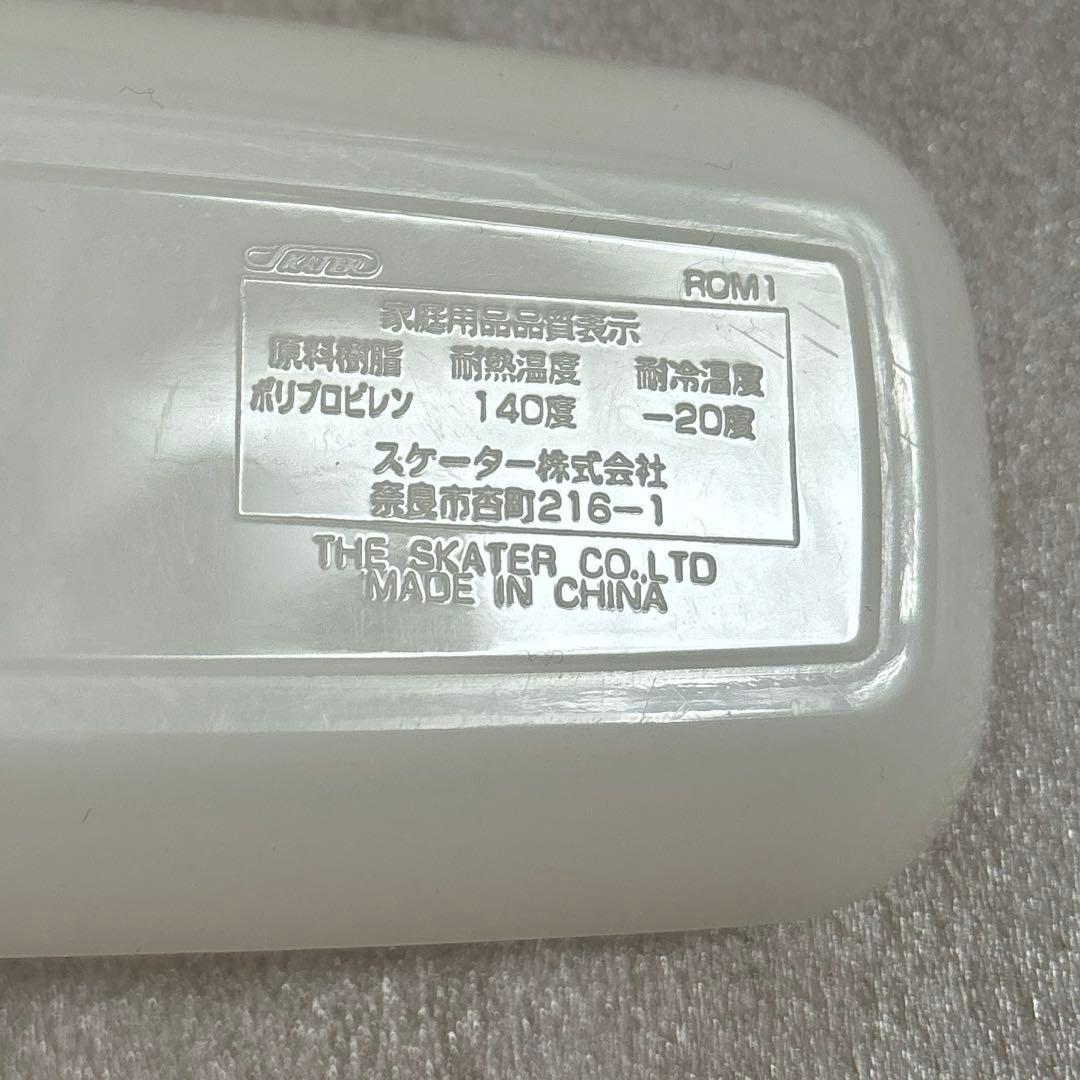 SKATER
ROM1
家庭用品品質表示
原料樹脂 耐熱温度 耐冷温度
ポリプロピレン 140度 -20度
スケーター株式会社
奈良市杏町216-1
THE SKATER CO.,LTD
MADE IN CHINA